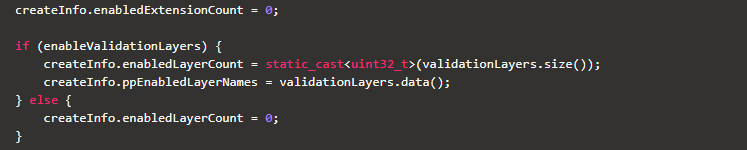 createInfo.enabledExtensionCount = 0;
if (enableValidationLayers) {
createInfo.enabledLayerCount = static_cast<uint32_t>(validationLayers.size());
createInfo.ppEnabledLayerNames = validationLayers.data();
} else {
createInfo.enabledLayerCount = 0;
}